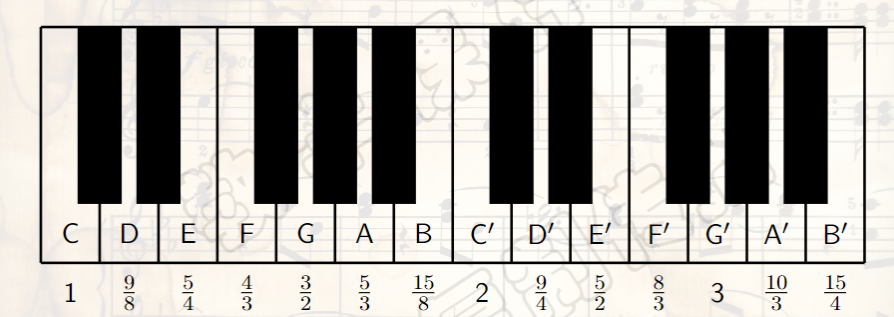 C D E F G A B C′ D′ E′ F′ G′ A′ B′
1 9/8 5/4 4/3 3/2 5/3 15/8 2 9/4 5/2 8/3 3 10/3 15/4